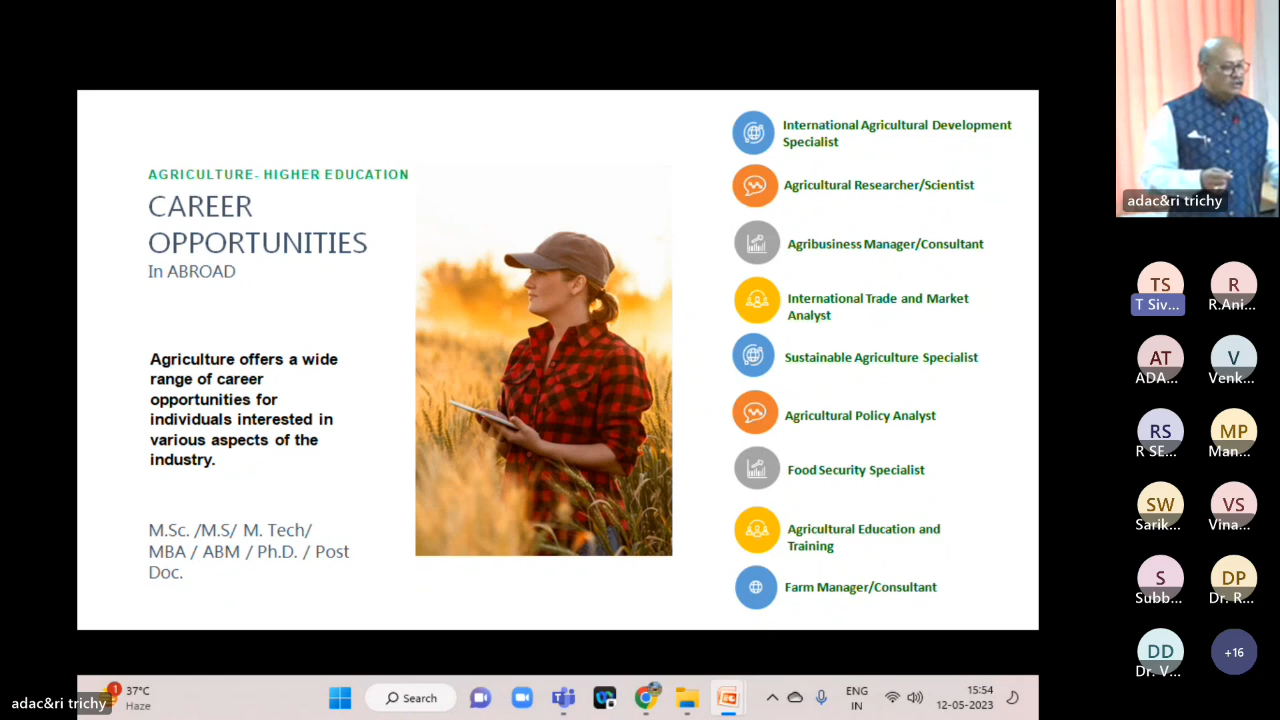 AGRICULTURE- HIGHER EDUCATION
CAREER
OPPORTUNITIES
In ABROAD
Agriculture offers a wide
range of career
opportunities for
individuals interested in
various aspects of the
industry.
M.Sc. /M.S/ M. Tech/
MBA / ABM / Ph.D. / Post
Doc.
International Agricultural Development
Specialist
Agricultural Researcher/Scientist
Agribusiness Manager/Consultant
International Trade and Market
Analyst
Sustainable Agriculture Specialist
Agricultural Policy Analyst
Food Security Specialist
Agricultural Education and
Training
Farm Manager/Consultant
adac&ri trichy
TS
T Siv...
R
R.Ani...
AT
ADA...
V
Venk...
RS
R SE...
MP
Man...
SW
Sarik...
VS
Vina...
S
Subb...
DP
Dr. R...
DD
Dr. V...
+16
1
37°C
Haze
adac&ri trichy
Search
ENG
IN
15:54
12-05-2023